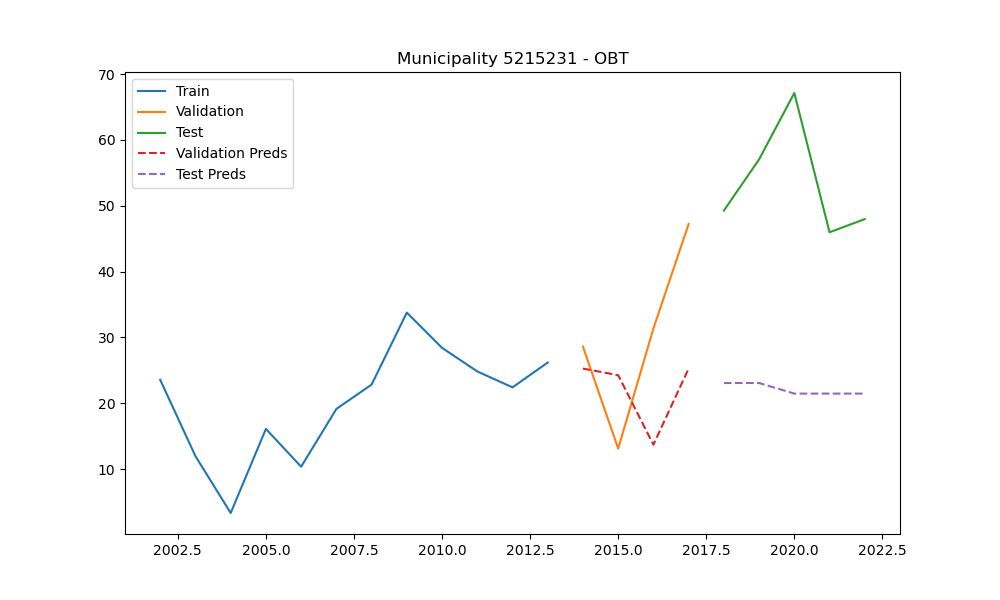 Municipality 5215231 - OBT
Train
Validation
Test
Validation Preds
Test Preds
70
60
50
40
30
20
10
2002.5 2005.0 2007.5 2010.0 2012.5 2015.0 2017.5 2020.0 2022.5